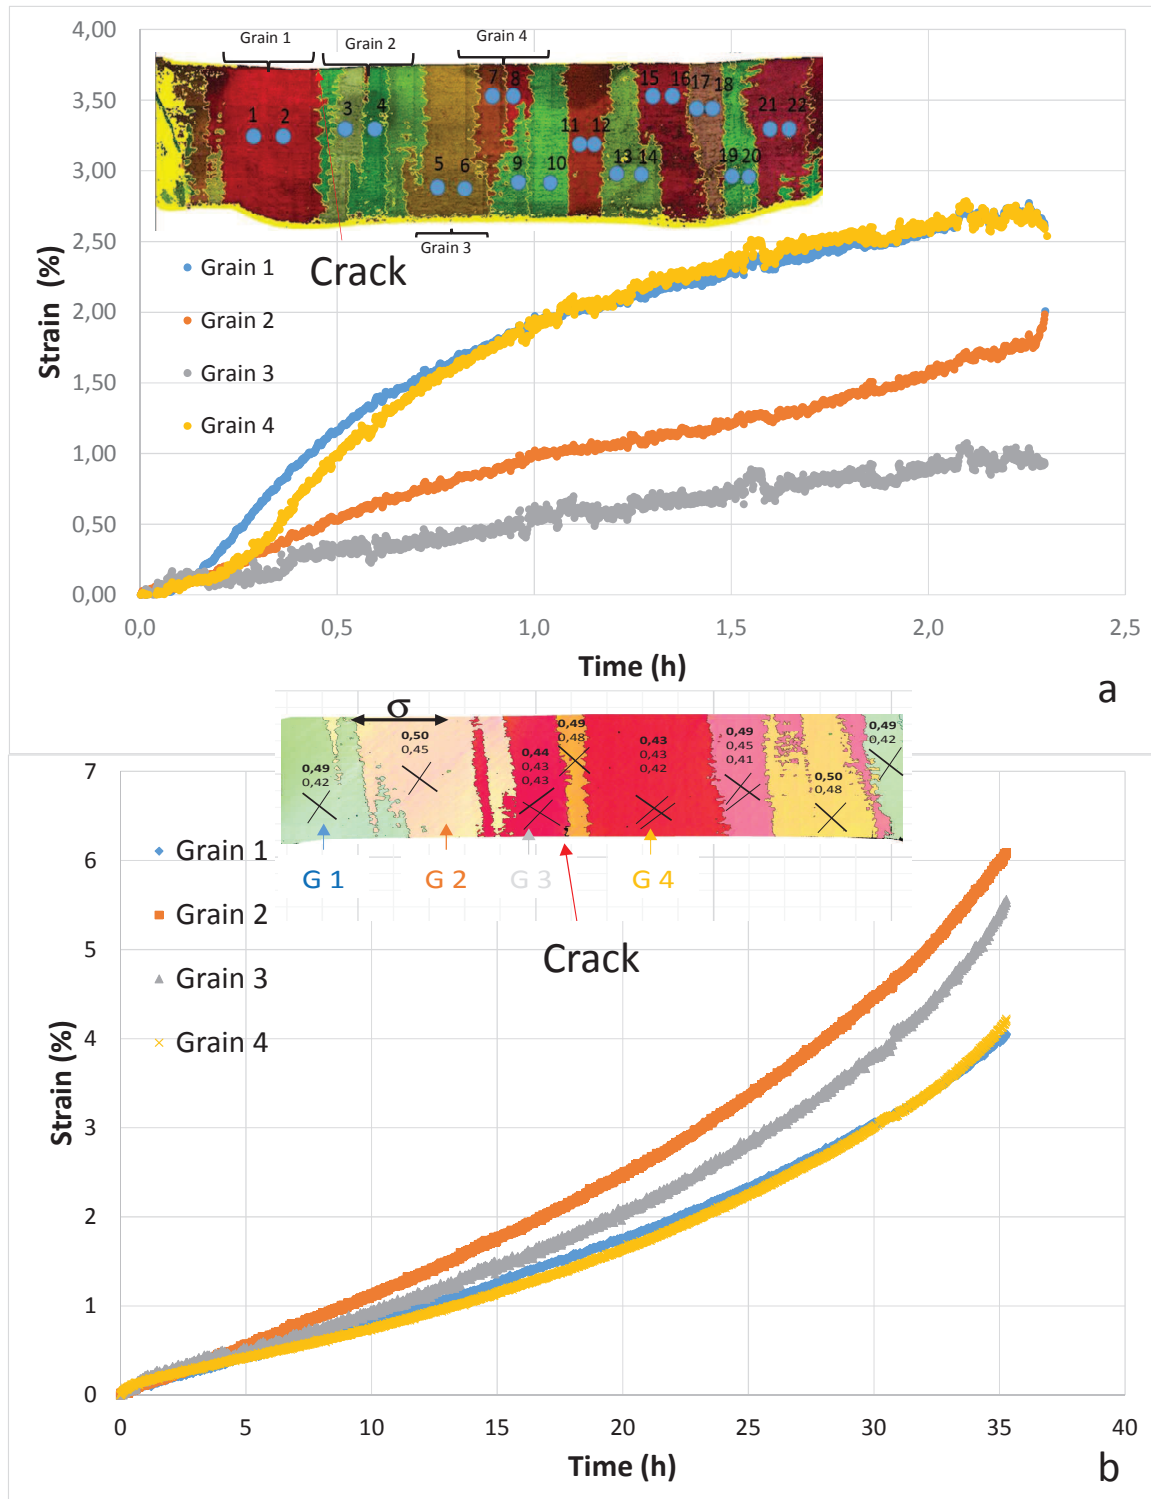 4,00
3,50
3,00
2,50
2,00
1,50
1,00
0,50
0,00
Strain (%)
Grain 1
Grain 2
Grain 4
7 8
15 16 17 18
1 2 3 4
21 22
11 12
5 6 9 10 13 14 19 20
Grain 3
Crack
Grain 1
Grain 2
Grain 3
Grain 4
0,0 0,5 1,0 1,5 2,0 2,5
Time (h)
a
σ
0,49
0,42
0,50
0,45
0,44
0,43
0,43
0,49
0,48
0,43
0,43
0,42
0,49
0,45
0,41
0,50
0,48
0,49
0,42
G 1 G 2 G 3 G 4
Crack
7
6
5
4
3
2
1
0
Strain (%)
Grain 1
Grain 2
Grain 3
Grain 4
0 5 10 15 20 25 30 35 40
Time (h)
b